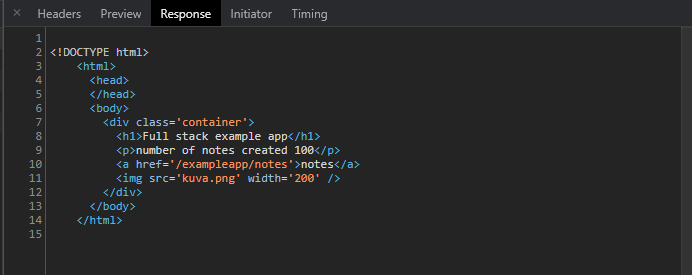 × Headers Preview Response Initiator Timing
1
2 <!DOCTYPE html>
3     <html>
4       <head>
5       </head>
6       <body>
7         <div class='container'>
8           <h1>Full stack example app</h1>
9           <p>number of notes created 100</p>
10           <a href='/exampleapp/notes'>notes</a>
11           <img src='kuva.png' width='200' />
12         </div>
13       </body>
14     </html>
15